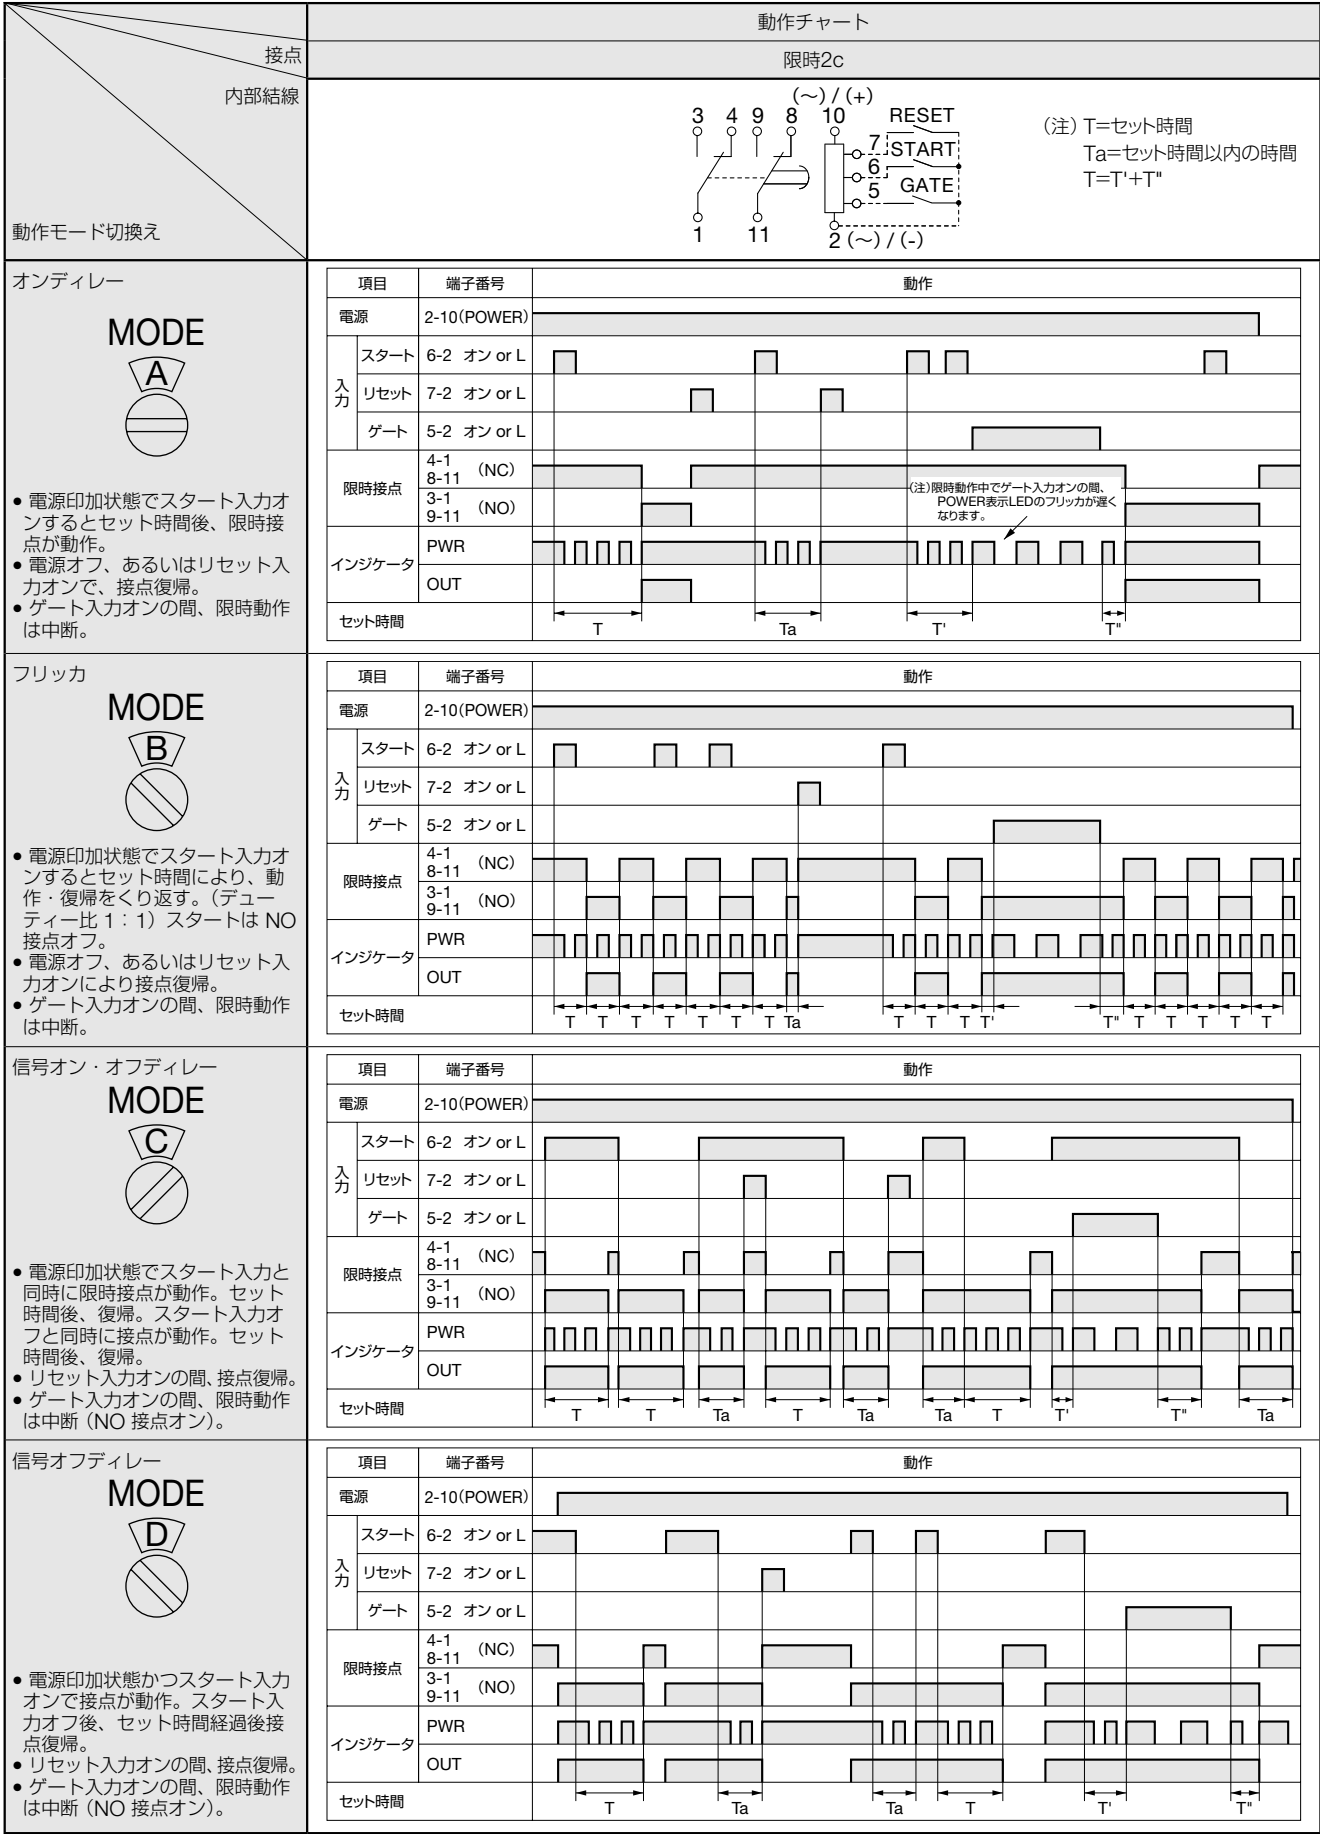 動作チャート
接点
限時2c
内部結線
動作モード切換え
(〜) / (+)
3 4 9 8 10
RESET
7
START
6
GATE
5
1 11
2 (〜) / (-)
(注) T=セット時間
Ta=セット時間以内の時間
T=T'+T"
オンディレー
MODE
A
• 電源印加状態でスタート入力オ
ンするとセット時間後、限時接
点が動作。
• 電源オフ、あるいはリセット入
力オンで、接点復帰。
• ゲート入力オンの間、限時動作
は中断。
項目 端子番号 動作
電源 2-10(POWER)
入力
スタート 6-2 オン or L
リセット 7-2 オン or L
ゲート 5-2 オン or L
限時接点
4-1
8-11 (NC)
3-1
9-11 (NO)
(注)限時動作中でゲート入力オンの間、
POWER表示LEDのフリッカが遅く
なります。
インジケータ
PWR
OUT
セット時間
T Ta T' T"
フリッカ
MODE
B
• 電源印加状態でスタート入力オ
ンするとセット時間により、動
作・復帰をくり返す。(デュー
ティー比 1:1) スタートは NO
接点オフ。
• 電源オフ、あるいはリセット入
力オンにより接点復帰。
• ゲート入力オンの間、限時動作
は中断。
項目 端子番号 動作
電源 2-10(POWER)
入力
スタート 6-2 オン or L
リセット 7-2 オン or L
ゲート 5-2 オン or L
限時接点
4-1
8-11 (NC)
3-1
9-11 (NO)
インジケータ
PWR
OUT
セット時間
T T T T T T T Ta T T T T' T" T T T T T
信号オン・オフディレー
MODE
C
• 電源印加状態でスタート入力と
同時に限時接点が動作。セット
時間後、復帰。スタート入力オ
フと同時に接点が動作。セット
時間後、復帰。
• リセット入力オンの間、接点復帰。
• ゲート入力オンの間、限時動作
は中断 (NO 接点オン)。
項目 端子番号 動作
電源 2-10(POWER)
入力
スタート 6-2 オン or L
リセット 7-2 オン or L
ゲート 5-2 オン or L
限時接点
4-1
8-11 (NC)
3-1
9-11 (NO)
インジケータ
PWR
OUT
セット時間
T T Ta T Ta Ta T T' T" Ta
信号オフディレー
MODE
D
• 電源印加状態かつスタート入力
オンで接点が動作。スタート入
力オフ後、セット時間経過後接
点復帰。
• リセット入力オンの間、接点復帰。
• ゲート入力オンの間、限時動作
は中断 (NO 接点オン)。
項目 端子番号 動作
電源 2-10(POWER)
入力
スタート 6-2 オン or L
リセット 7-2 オン or L
ゲート 5-2 オン or L
限時接点
4-1
8-11 (NC)
3-1
9-11 (NO)
インジケータ
PWR
OUT
セット時間
T Ta Ta T T' T"